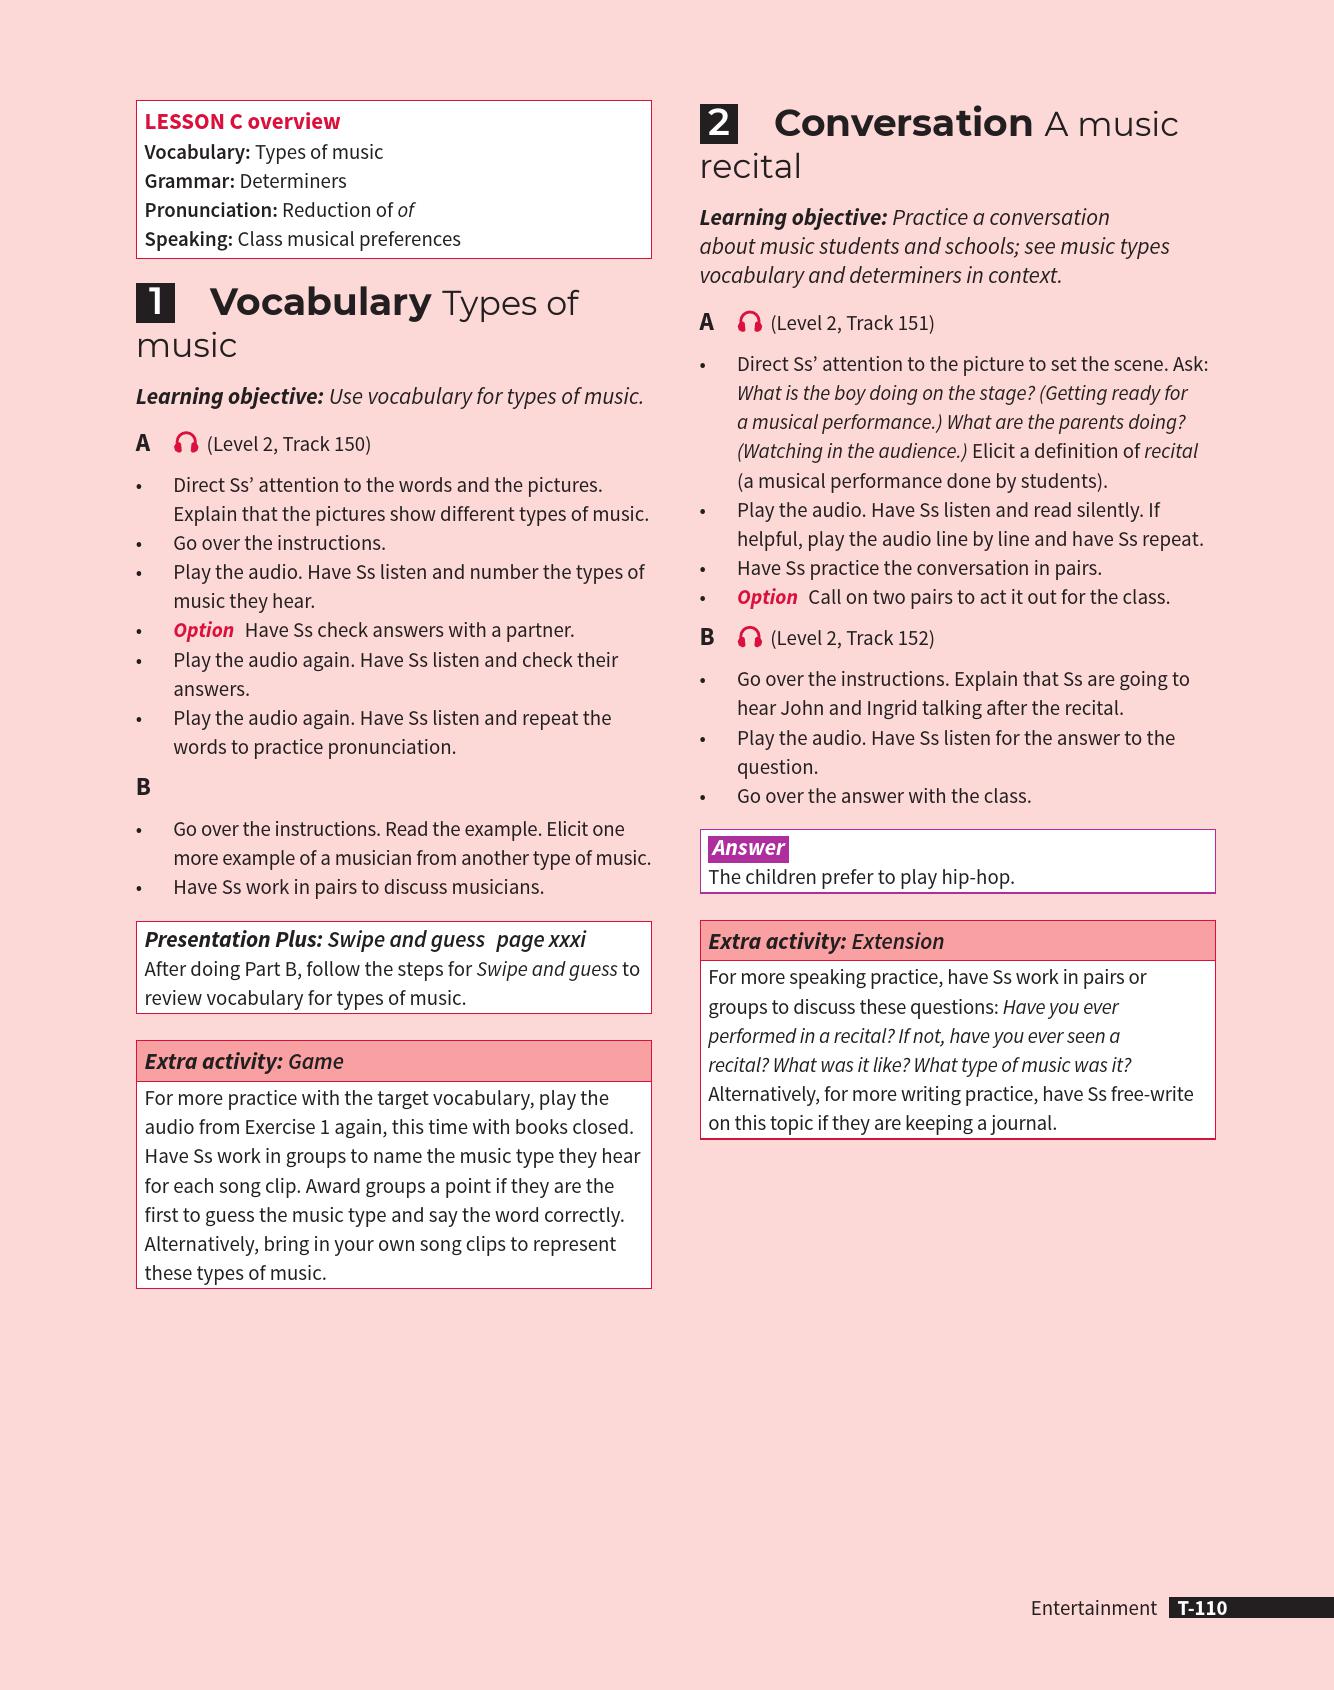 LESSON C overview
Vocabulary: Types of music
Grammar: Determiners
Pronunciation: Reduction of of
Speaking: Class musical preferences
1 Vocabulary Types of
music
Learning objective: Use vocabulary for types of music.
A (Level 2, Track 150)
• Direct Ss’ attention to the words and the pictures.
Explain that the pictures show different types of music.
• Go over the instructions.
• Play the audio. Have Ss listen and number the types of
music they hear.
• Option Have Ss check answers with a partner.
• Play the audio again. Have Ss listen and check their
answers.
• Play the audio again. Have Ss listen and repeat the
words to practice pronunciation.
B
• Go over the instructions. Read the example. Elicit one
more example of a musician from another type of music.
• Have Ss work in pairs to discuss musicians.
Presentation Plus: Swipe and guess page xxxi
After doing Part B, follow the steps for Swipe and guess to
review vocabulary for types of music.
Extra activity: Game
For more practice with the target vocabulary, play the
audio from Exercise 1 again, this time with books closed.
Have Ss work in groups to name the music type they hear
for each song clip. Award groups a point if they are the
first to guess the music type and say the word correctly.
Alternatively, bring in your own song clips to represent
these types of music.
2 Conversation A music
recital
Learning objective: Practice a conversation
about music students and schools; see music types
vocabulary and determiners in context.
A (Level 2, Track 151)
• Direct Ss’ attention to the picture to set the scene. Ask:
What is the boy doing on the stage? (Getting ready for
a musical performance.) What are the parents doing?
(Watching in the audience.) Elicit a definition of recital
(a musical performance done by students).
• Play the audio. Have Ss listen and read silently. If
helpful, play the audio line by line and have Ss repeat.
• Have Ss practice the conversation in pairs.
• Option Call on two pairs to act it out for the class.
B (Level 2, Track 152)
• Go over the instructions. Explain that Ss are going to
hear John and Ingrid talking after the recital.
• Play the audio. Have Ss listen for the answer to the
question.
• Go over the answer with the class.
Answer
The children prefer to play hip-hop.
Extra activity: Extension
For more speaking practice, have Ss work in pairs or
groups to discuss these questions: Have you ever
performed in a recital? If not, have you ever seen a
recital? What was it like? What type of music was it?
Alternatively, for more writing practice, have Ss free-write
on this topic if they are keeping a journal.
Entertainment T-110